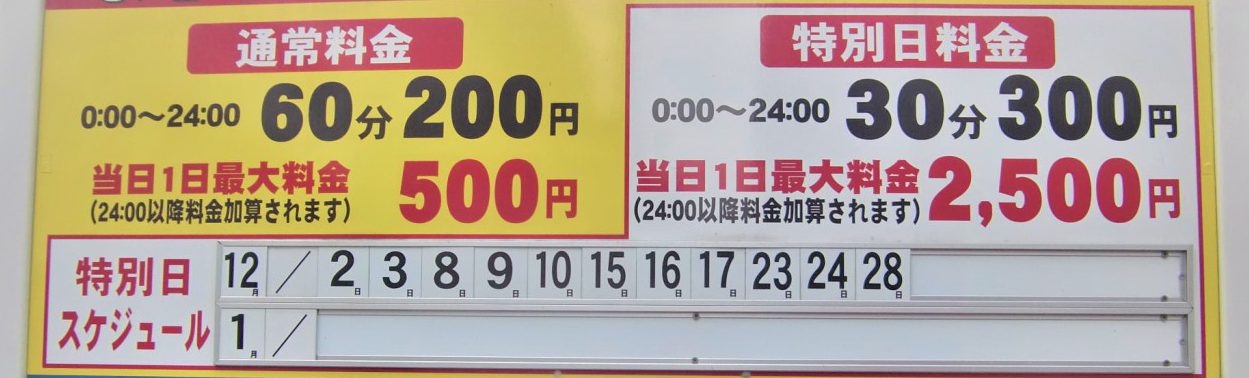 通常料金
0:00～24:00 60分 200円
当日1日最大料金 500円
(24:00以降料金加算されます)
特別日料金
0:00～24:00 30分 300円
当日1日最大料金 2,500円
(24:00以降料金加算されます)
特別日スケジュール
12月／2日 3日 8日 9日 10日 15日 16日 17日 23日 24日 28日
1月／